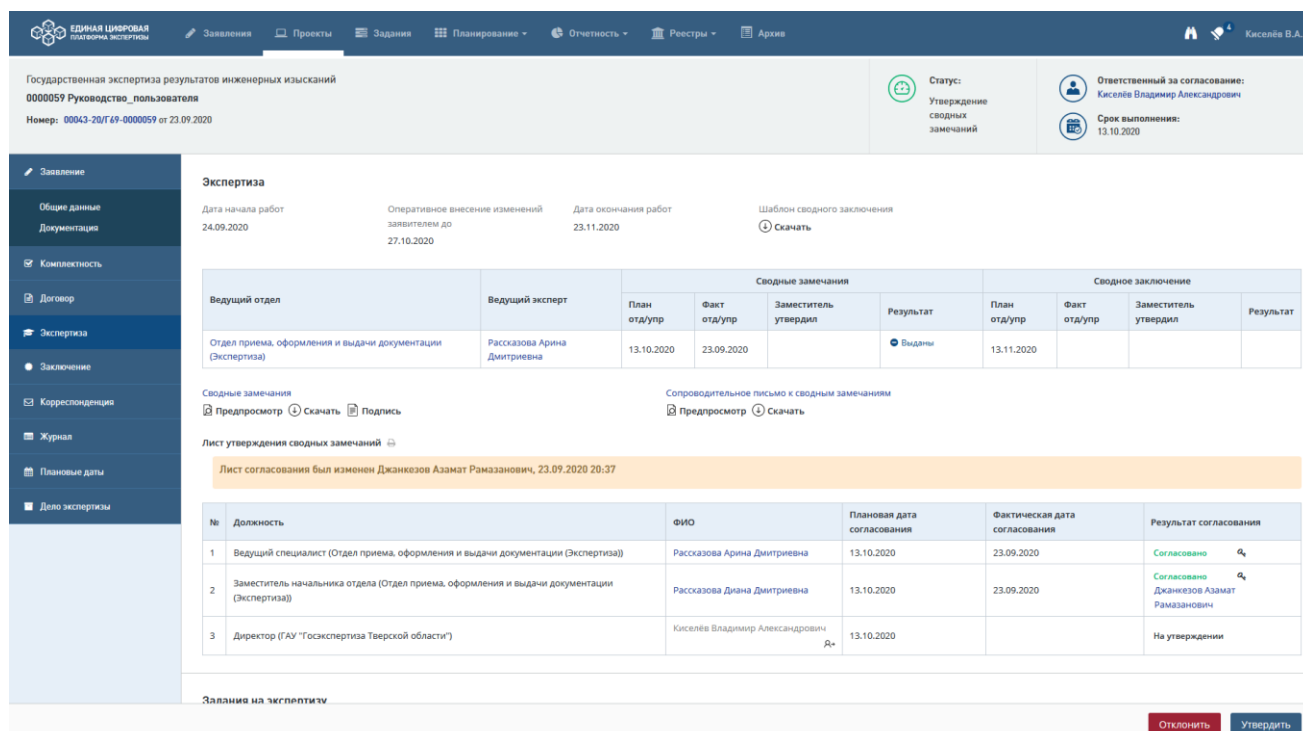 ЕДИНАЯ ЦИФРОВАЯ
ПЛАТФОРМА ЭКСПЕРТИЗЫ
Заявления
Проекты
Задания
Планирование
Отчетность
Реестры
Архив
4
Киселёв В.А.
Государственная экспертиза результатов инженерных изысканий
0000059 Руководство_пользователя
Номер: 00043-20/Г69-0000059 от 23.09.2020
Статус:
Утверждение
сводных
замечаний
Ответственный за согласование:
Киселёв Владимир Александрович
Срок выполнения:
13.10.2020
Заявление
Общие данные
Документация
Комплектность
Договор
Экспертиза
Заключение
Корреспонденция
Журнал
Плановые даты
Дело экспертизы
Экспертиза
Дата начала работ
24.09.2020
Оперативное внесение изменений
заявителем до
27.10.2020
Дата окончания работ
23.11.2020
Шаблон сводного заключения
Скачать
Ведущий отдел
Ведущий эксперт
Сводные замечания
Сводное заключение
План
отд/упр
Факт
отд/упр
Заместитель
утвердил
Результат
План
отд/упр
Факт
отд/упр
Заместитель
утвердил
Результат
Отдел приема, оформления и выдачи документации
(Экспертиза)
Рассказова Арина
Дмитриевна
13.10.2020
23.09.2020
Выданы
13.11.2020
Сводные замечания
Предпросмотр Скачать Подпись
Сопроводительное письмо к сводным замечаниям
Предпросмотр Скачать
Лист утверждения сводных замечаний
Лист согласования был изменен Джанкезов Азамат Рамазанович, 23.09.2020 20:37
№
Должность
ФИО
Плановая дата
согласования
Фактическая дата
согласования
Результат согласования
1
Ведущий специалист (Отдел приема, оформления и выдачи документации (Экспертиза))
Рассказова Арина Дмитриевна
13.10.2020
23.09.2020
Согласовано
2
Заместитель начальника отдела (Отдел приема, оформления и выдачи документации
(Экспертиза))
Рассказова Диана Дмитриевна
13.10.2020
23.09.2020
Согласовано
Джанкезов Азамат
Рамазанович
3
Директор (ГАУ "Госэкспертиза Тверской области")
Киселёв Владимир Александрович
13.10.2020
На утверждении
Задания на экспертизу
Отклонить
Утвердить